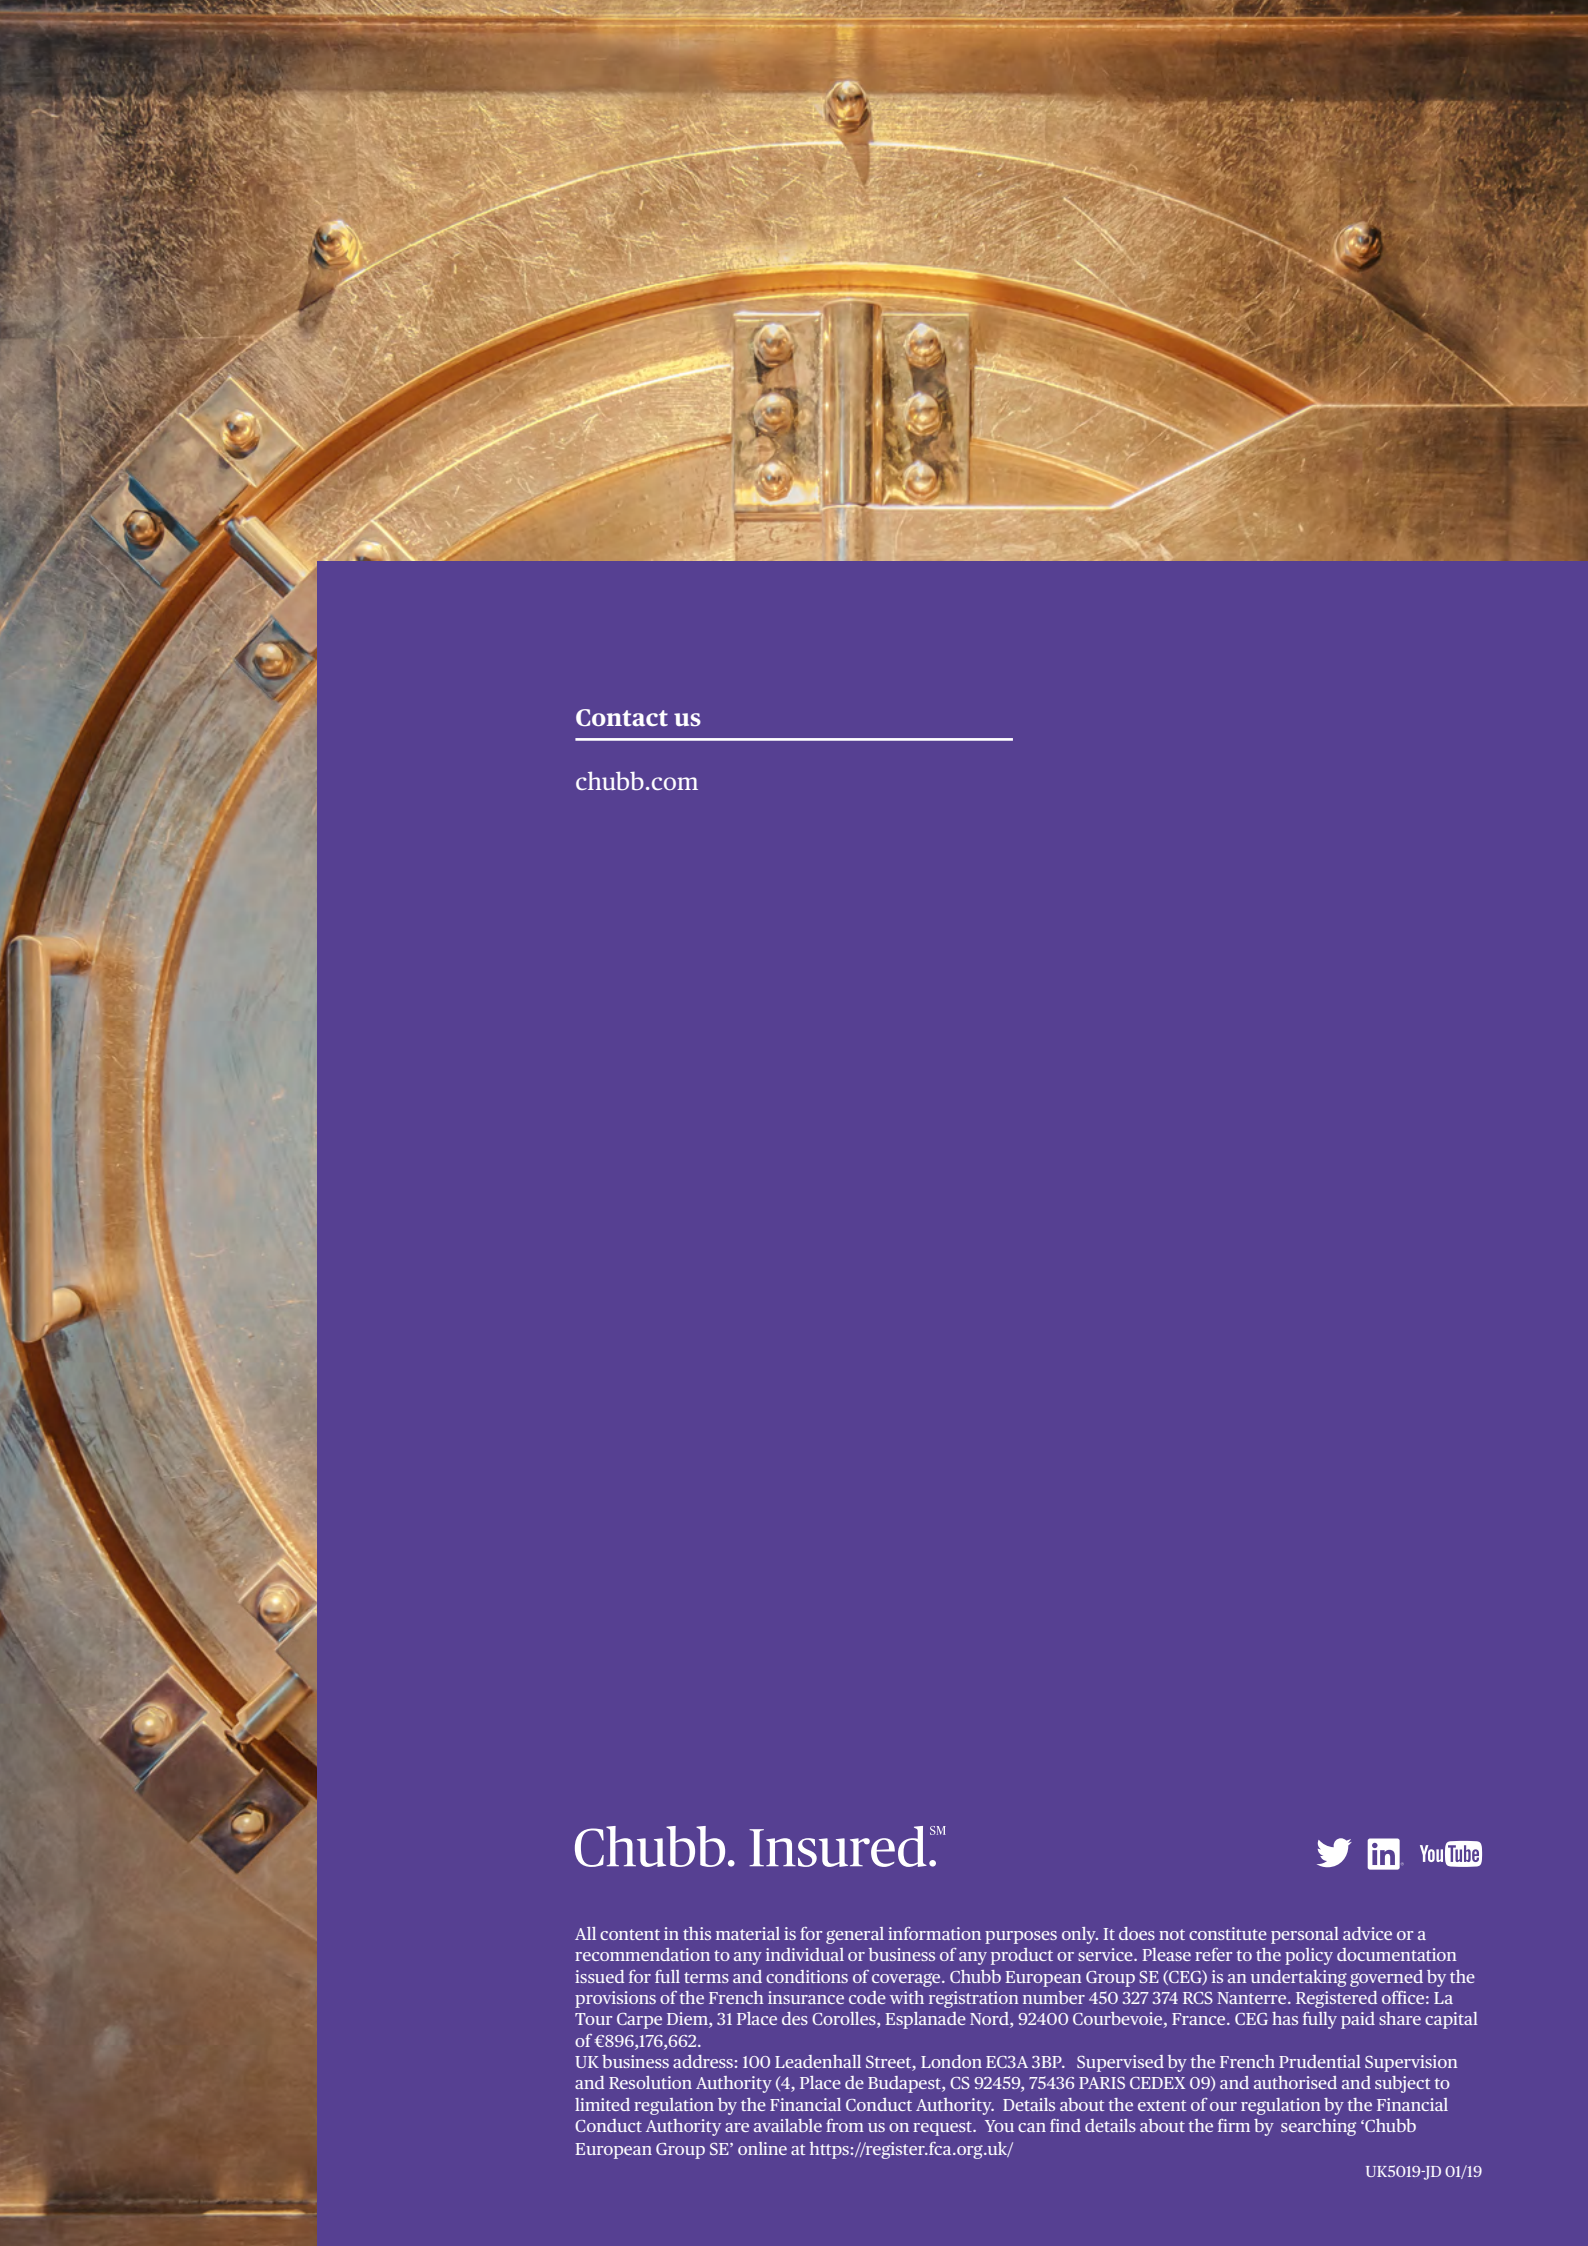 Contact us
chubb.com
Chubb. Insured.℠
in YouTube
All content in this material is for general information purposes only. It does not constitute personal advice or a
recommendation to any individual or business of any product or service. Please refer to the policy documentation
issued for full terms and conditions of coverage. Chubb European Group SE (CEG) is an undertaking governed by the
provisions of the French insurance code with registration number 450 327 374 RCS Nanterre. Registered office: La
Tour Carpe Diem, 31 Place des Corolles, Esplanade Nord, 92400 Courbevoie, France. CEG has fully paid share capital
of €896,176,662.
UK business address: 100 Leadenhall Street, London EC3A 3BP. Supervised by the French Prudential Supervision
and Resolution Authority (4, Place de Budapest, CS 92459, 75436 PARIS CEDEX 09) and authorised and subject to
limited regulation by the Financial Conduct Authority. Details about the extent of our regulation by the Financial
Conduct Authority are available from us on request. You can find details about the firm by searching ‘Chubb
European Group SE’ online at https://register.fca.org.uk/
UK5019-JD 01/19